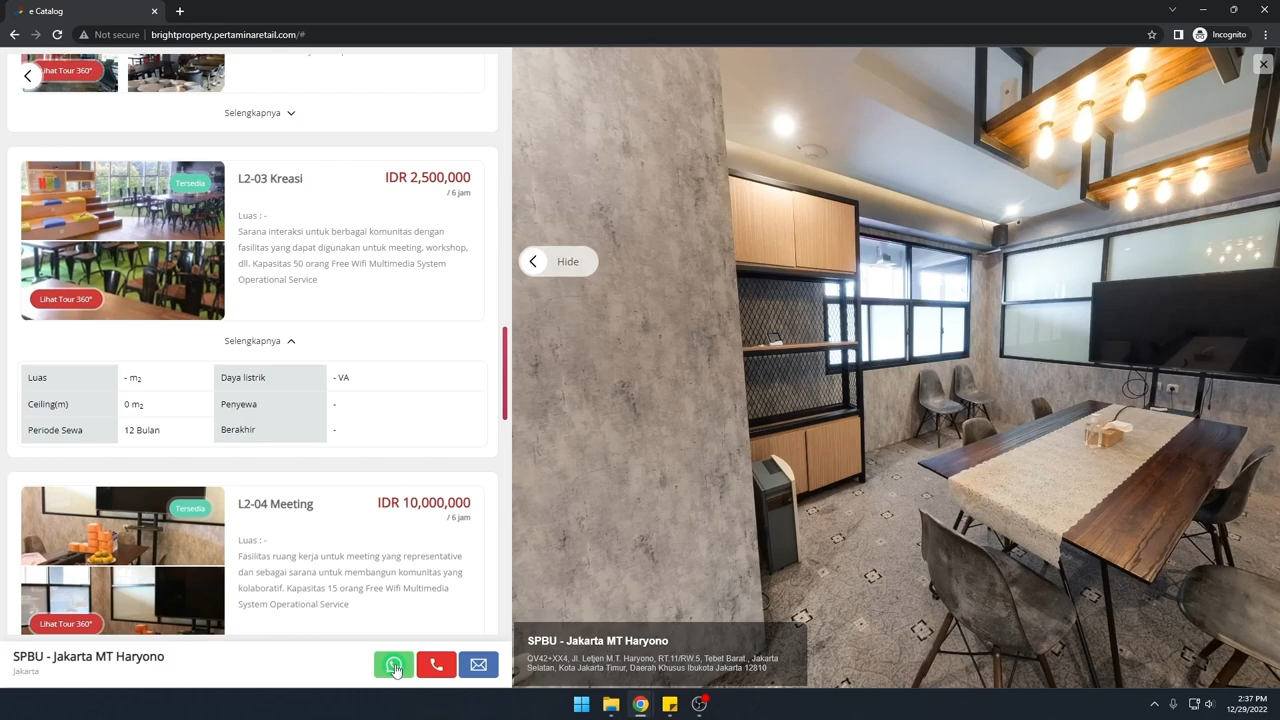 e Catalog
Not secure
brightproperty.pertaminaretail.com/#
Incognito
Lihat Tour 360°
Selengkapnya
Tersedia
L2-03 Kreasi
IDR 2,500,000
/ 6 jam
Luas : -
Sarana interaksi untuk berbagai komunitas dengan
fasilitas yang dapat digunakan untuk meeting, workshop,
dll. Kapasitas 50 orang Free Wifi Multimedia System
Operational Service
Lihat Tour 360°
Selengkapnya
Luas - m2 Daya listrik - VA
Ceiling(m) 0 m2 Penyewa -
Periode Sewa 12 Bulan Berakhir -
Tersedia
L2-04 Meeting
IDR 10,000,000
/ 6 jam
Luas : -
Fasilitas ruang kerja untuk meeting yang representative
dan sebagai sarana untuk membangun komunitas yang
kolaboratif. Kapasitas 15 orang Free Wifi Multimedia
System Operational Service
Lihat Tour 360°
SPBU - Jakarta MT Haryono
Jakarta
Hide
SPBU - Jakarta MT Haryono
QV42+XX4, Jl. Letjen M.T. Haryono, RT.11/RW.5, Tebet Barat., Jakarta
Selatan, Kota Jakarta Timur, Daerah Khusus Ibukota Jakarta 12810
2:37 PM
12/29/2022